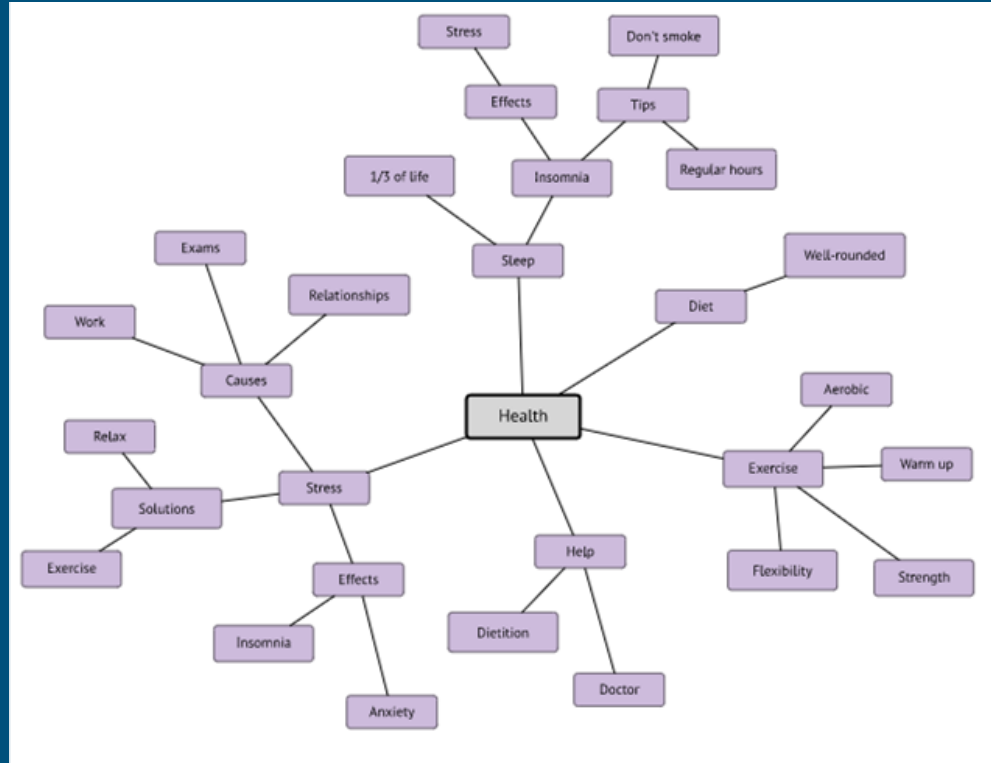 Stress
Don't smoke
Effects
Tips
Regular hours
1/3 of life
Insomnia
Sleep
Exams
Well-rounded
Relationships
Diet
Work
Causes
Aerobic
Health
Relax
Warm up
Exercise
Stress
Solutions
Help
Exercise
Flexibility
Strength
Effects
Dietition
Insomnia
Doctor
Anxiety